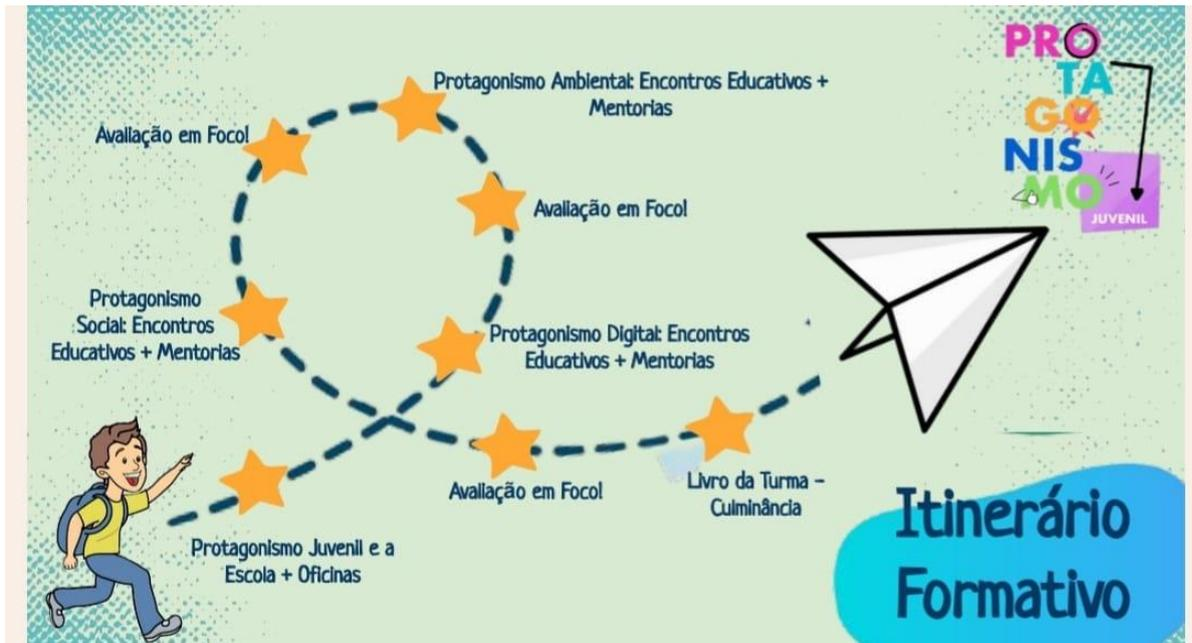 PRO
TA
GO
NIS
MO
JUVENIL
Protagonismo Ambiental: Encontros Educativos +
Mentorias
Avaliação em Foco!
Avaliação em Foco!
Protagonismo
Social: Encontros
Educativos + Mentorias
Protagonismo Digital: Encontros
Educativos + Mentorias
Avaliação em Foco!
Livro da Turma –
Culminância
Protagonismo Juvenil e a
Escola + Oficinas
Itinerário
Formativo